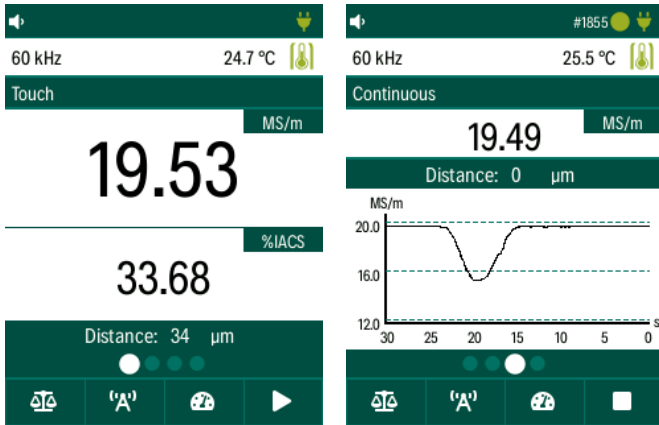 60 kHz 24.7 °C
Touch
MS/m
19.53
%IACS
33.68
Distance: 34 µm
'A'
#1855
60 kHz 25.5 °C
Continuous
MS/m
19.49
Distance: 0 µm
MS/m
20.0
16.0
12.0
s
30 25 20 15 10 5 0
'A'